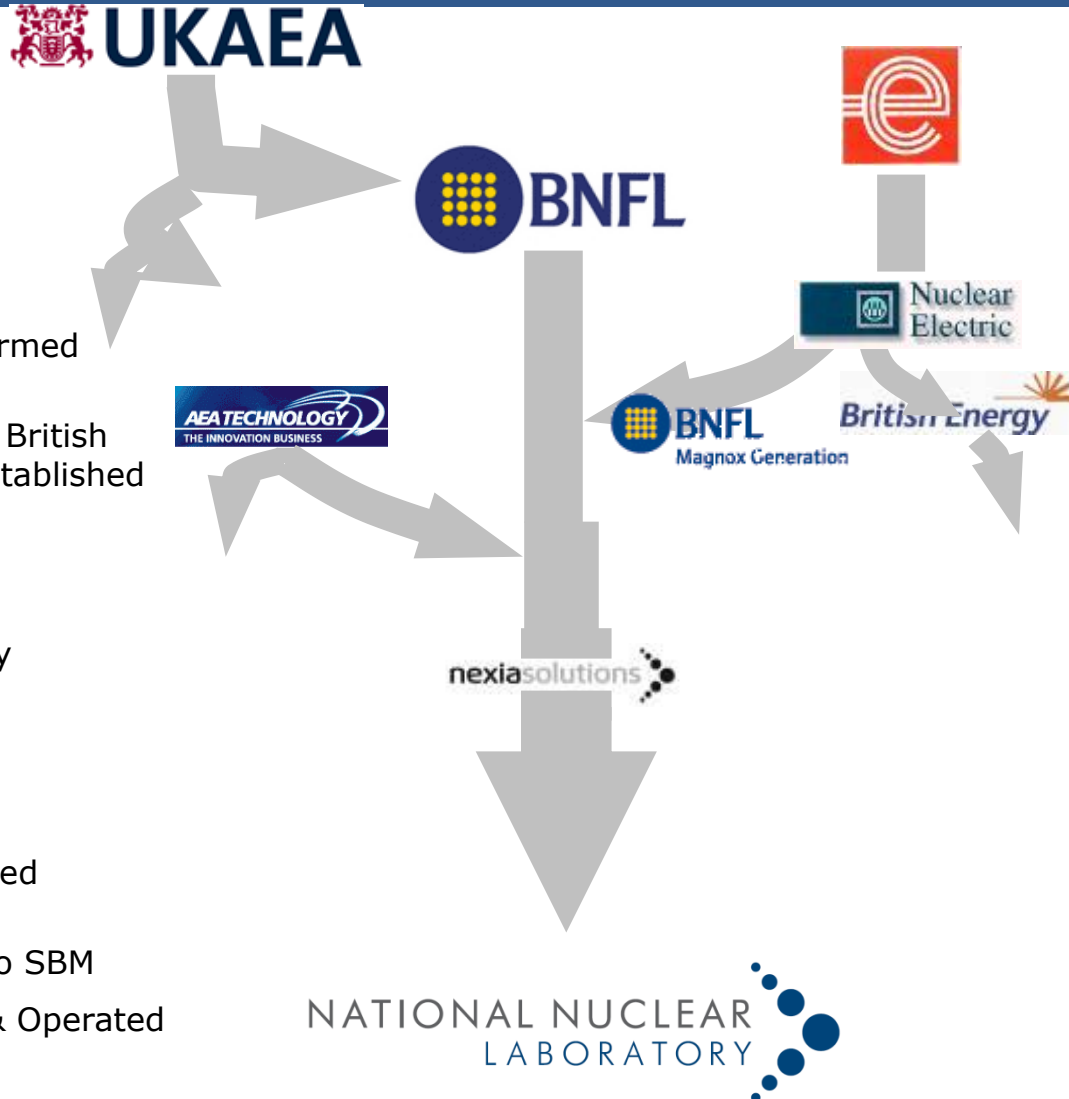 UKAEA
e
BNFL
Nuclear
Electric
rmed
AEA TECHNOLOGY
THE INNOVATION BUSINESS
British
tablished
BNFL
Magnox Generation
British Energy
y
nexiasolutions
ed
o SBM
& Operated
NATIONAL NUCLEAR
LABORATORY